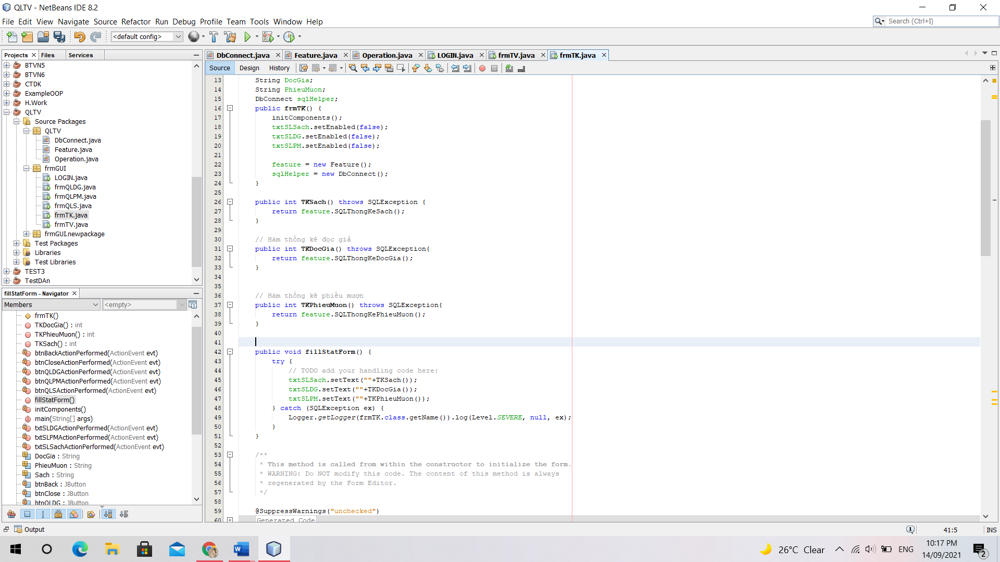 QLTV - NetBeans IDE 8.2
File Edit View Navigate Source Refactor Run Debug Profile Team Tools Window Help
Search (Ctrl+I)
<default config>
Projects Files Services
BTVN5
BTVN6
CTDK
ExampleOOP
H.Work
QLTV
Source Packages
QLTV
DbConnect.java
Feature.java
Operation.java
frmGUI
LOGIN.java
frmQLDG.java
frmQLPM.java
frmQLS.java
frmTK.java
frmTV.java
frmGUI.newpackage
Test Packages
Libraries
Test Libraries
TEST3
TestDAn
fillStatForm - Navigator
Members <empty>
frmTK()
TKDocGia() : int
TKPhieuMuon() : int
TKSach() : int
btnBackActionPerformed(ActionEvent evt)
btnCloseActionPerformed(ActionEvent evt)
btnQLDGActionPerformed(ActionEvent evt)
btnQLPMActionPerformed(ActionEvent evt)
btnQLSActionPerformed(ActionEvent evt)
fillStatForm()
initComponents()
main(String[] args)
txtSLDGActionPerformed(ActionEvent evt)
txtSLPMActionPerformed(ActionEvent evt)
txtSLSachActionPerformed(ActionEvent evt)
DocGia : String
PhieuMuon : String
Sach : String
btnBack : JButton
btnClose : JButton
btnQLDG : JButton
DbConnect.java Feature.java Operation.java LOGIN.java frmTV.java frmTK.java
Source Design History
13 String DocGia;
14 String PhieuMuon;
15 DbConnect sqlHelper;
16 public frmTK() {
17 initComponents();
18 txtSLSach.setEnabled(false);
19 txtSLDG.setEnabled(false);
20 txtSLPM.setEnabled(false);
21
22 feature = new Feature();
23 sqlHelper = new DbConnect();
24 }
25
26 public int TKSach() throws SQLException {
27 return feature.SQLThongKeSach();
28 }
29
30 // Hàm thống kê đọc giả
31 public int TKDocGia() throws SQLException{
32 return feature.SQLThongKeDocGia();
33 }
34
35
36 // Hàm thống kê phiếu mượn
37 public int TKPhieuMuon() throws SQLException{
38 return feature.SQLThongKePhieuMuon();
39 }
40
41
42 public void fillStatForm() {
43 try {
44 // TODO add your handling code here:
45 txtSLSach.setText(""+TKSach());
46 txtSLDG.setText(""+TKDocGia());
47 txtSLPM.setText(""+TKPhieuMuon());
48 } catch (SQLException ex) {
49 Logger.getLogger(frmTK.class.getName()).log(Level.SEVERE, null, ex);
50 }
51 }
52
53 /**
54 * This method is called from within the constructor to initialize the form.
55 * WARNING: Do NOT modify this code. The content of this method is always
56 * regenerated by the Form Editor.
57 */
58
59 @SuppressWarnings("unchecked")
60 Generated Code
Output
1 41:5 INS
26°C Clear ENG 10:17 PM
14/09/2021
2